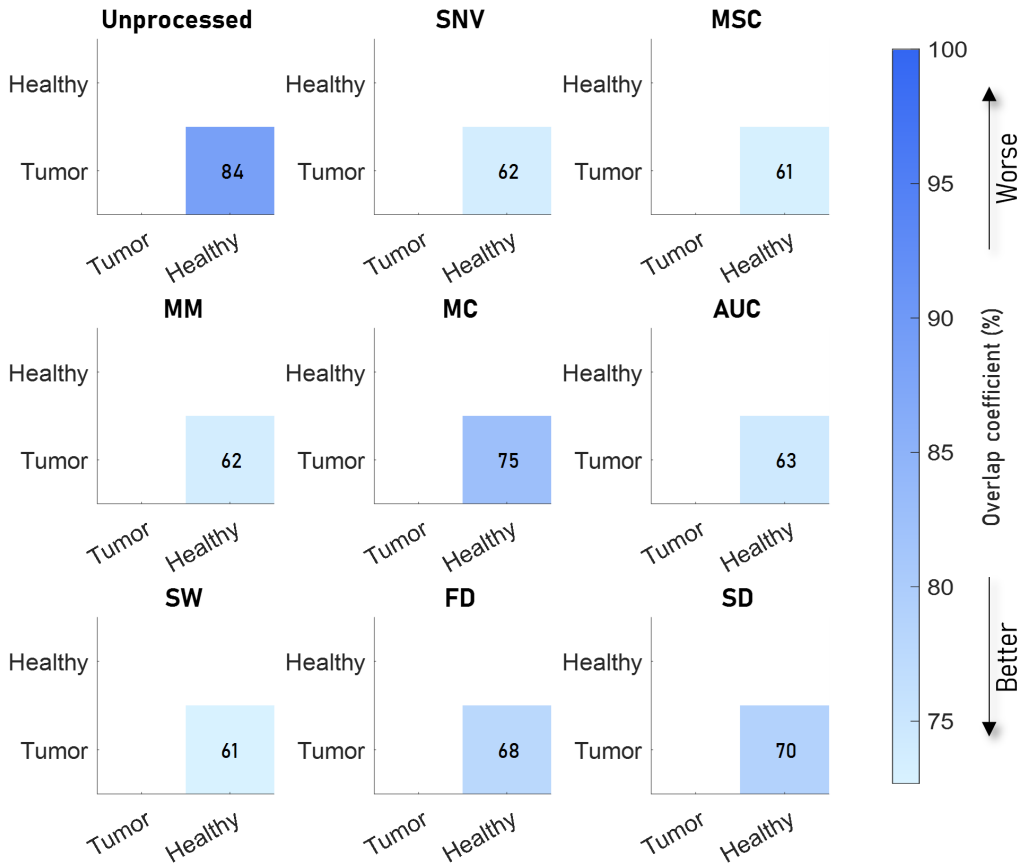 Unprocessed
SNV
MSC
Healthy
Tumor
84
Tumor
Healthy
Healthy
Tumor
62
Tumor
Healthy
Healthy
Tumor
61
Tumor
Healthy
MM
MC
AUC
Healthy
Tumor
62
Tumor
Healthy
Healthy
Tumor
75
Tumor
Healthy
Healthy
Tumor
63
Tumor
Healthy
SW
FD
SD
Healthy
Tumor
61
Tumor
Healthy
Healthy
Tumor
68
Tumor
Healthy
Healthy
Tumor
70
Tumor
Healthy
100
95
90
85
80
75
Worse
Overlap coefficient (%)
Better